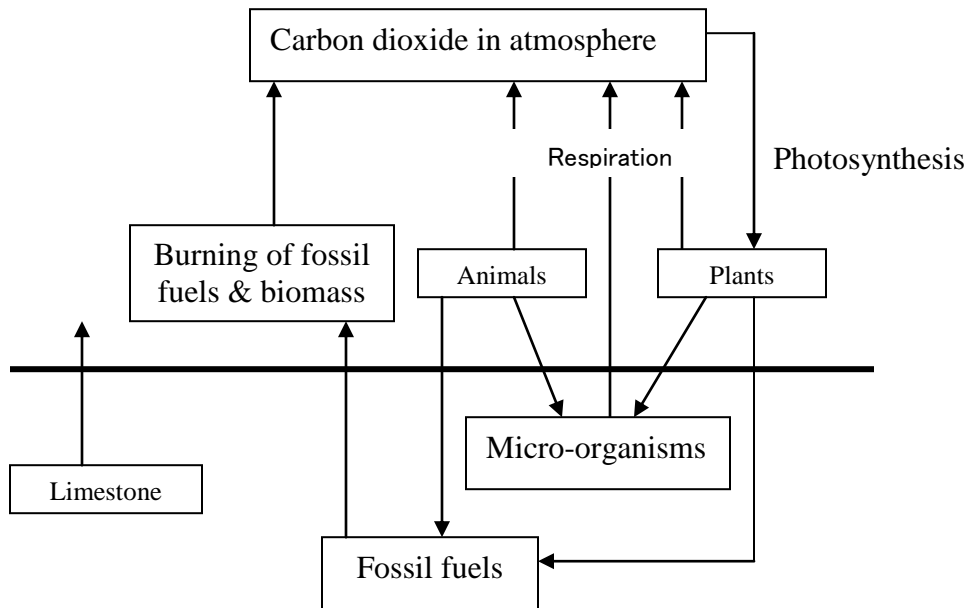 Carbon dioxide in atmosphere
Respiration
Photosynthesis
Burning of fossil
fuels & biomass
Animals
Plants
Micro-organisms
Limestone
Fossil fuels